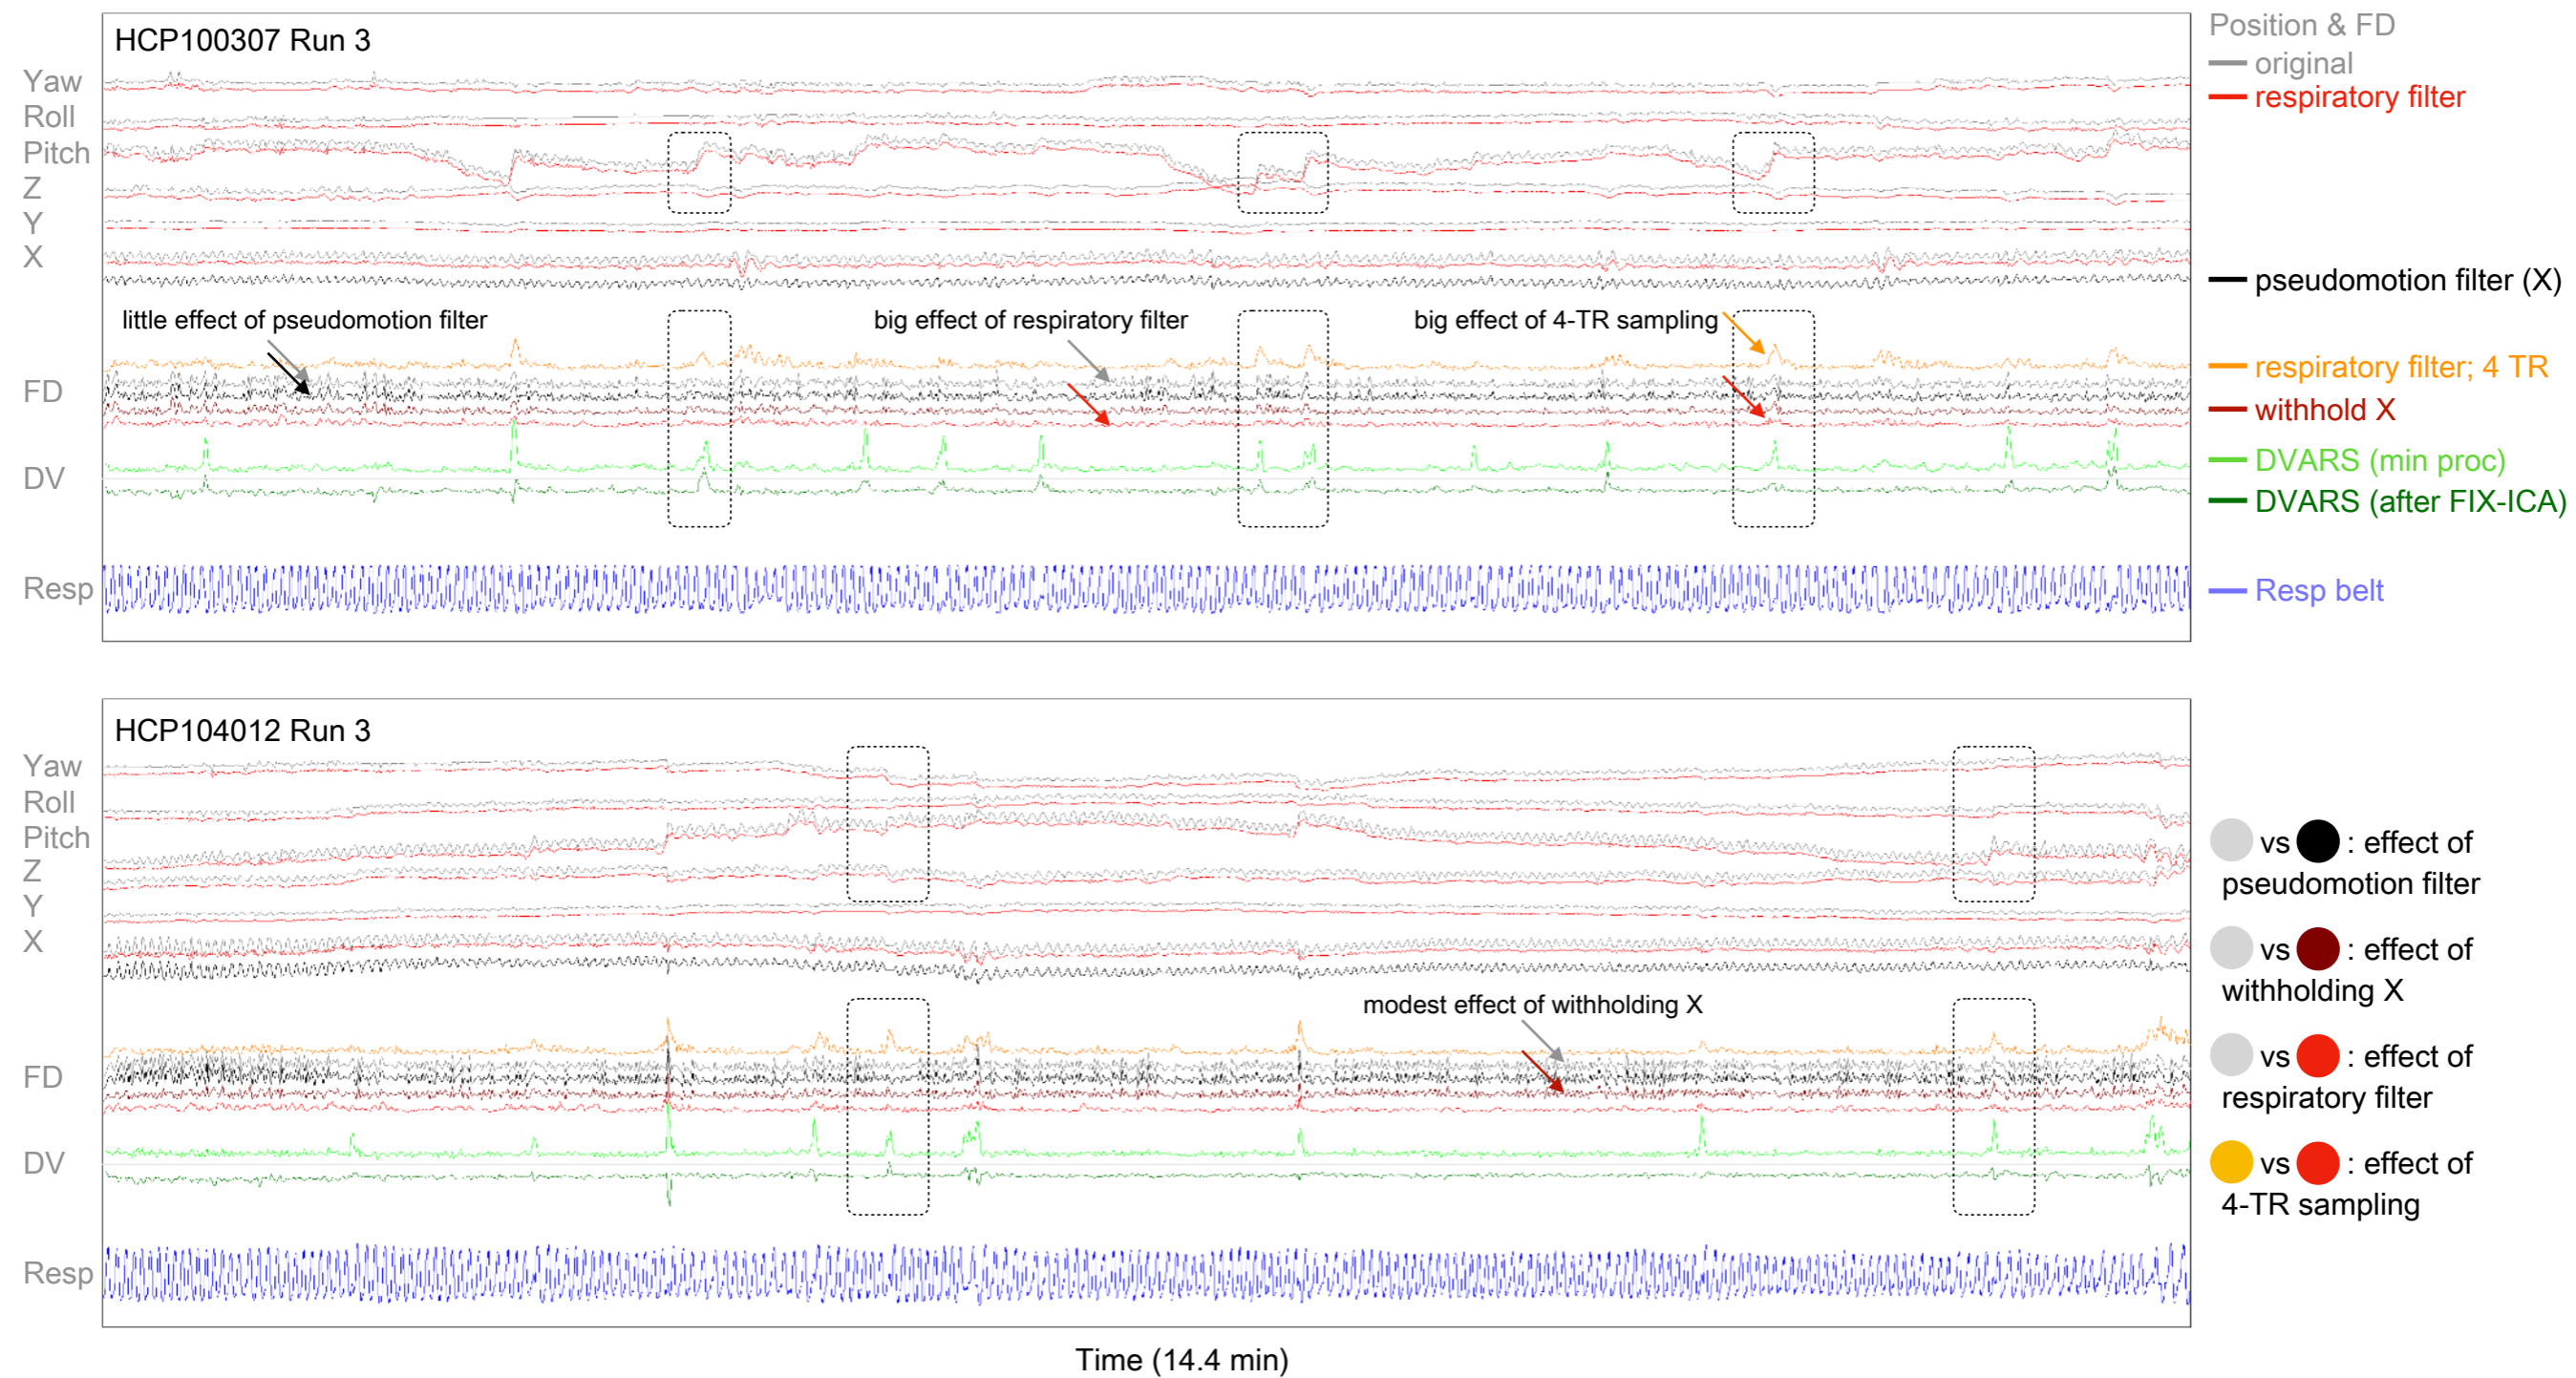 HCP100307 Run 3
Yaw
Roll
Pitch
Z
Y
X
little effect of pseudomotion filter
big effect of respiratory filter
big effect of 4-TR sampling
FD
DV
Resp
Position & FD
original
respiratory filter
pseudomotion filter (X)
respiratory filter; 4 TR
withhold X
DVARS (min proc)
DVARS (after FIX-ICA)
Resp belt
HCP104012 Run 3
Yaw
Roll
Pitch
Z
Y
X
modest effect of withholding X
FD
DV
Resp
vs : effect of
pseudomotion filter
vs : effect of
withholding X
vs : effect of
respiratory filter
vs : effect of
4-TR sampling
Time (14.4 min)